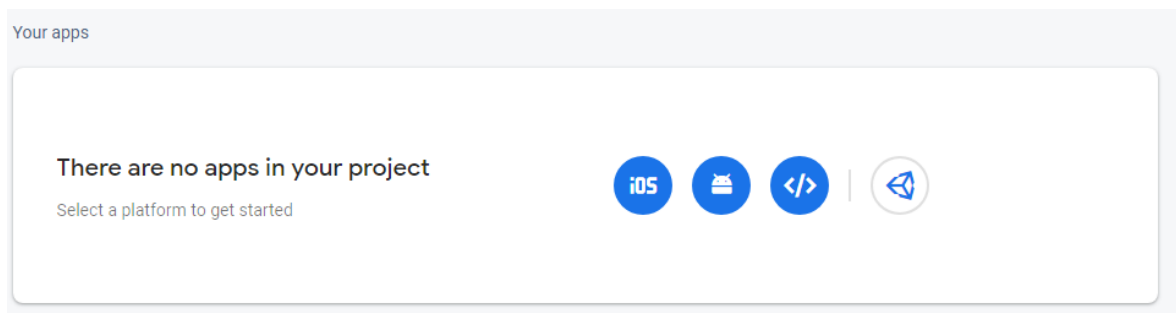 Your apps
There are no apps in your project
Select a platform to get started
iOS
</>